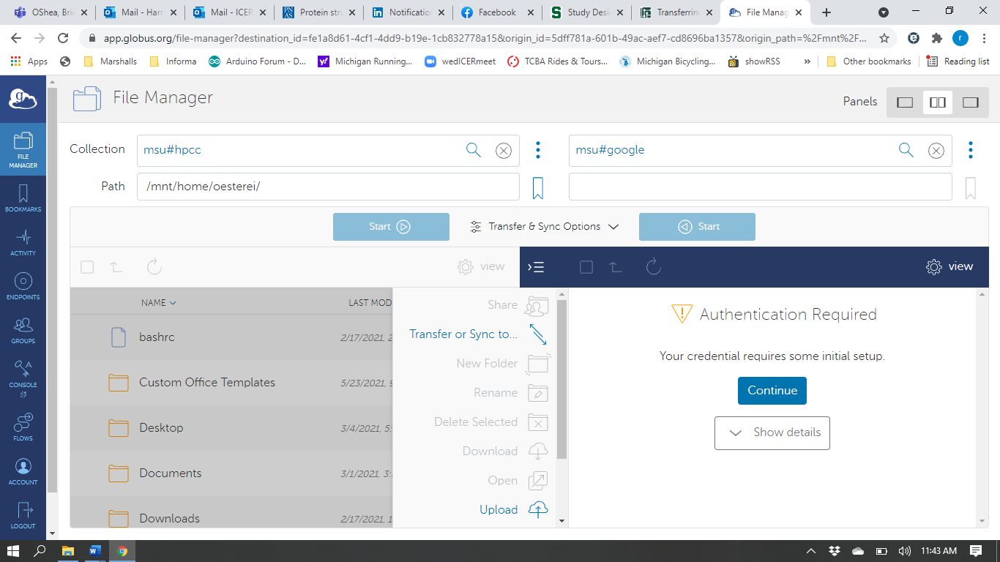 OShea, Bria
Mail - Harr
Mail - ICER
Protein str
Notification
Facebook
Study Desi
Transferrin
File Manag
app.globus.org/file-manager?destination_id=fe1a8d61-4cf1-4dd9-b19e-1cb832778a15&origin_id=5dff781a-601b-49ac-aef7-cd8696ba1357&origin_path=%2Fmnt%2F...
r
Apps
Marshalls
Informa
Arduino Forum - D...
Michigan Running...
wedICERmeet
TCBA Rides & Tours...
Michigan Bicycling...
showRSS
»
Other bookmarks
Reading list
File Manager
Panels
FILE
MANAGER
BOOKMARKS
ACTIVITY
ENDPOINTS
GROUPS
CONSOLE
FLOWS
ACCOUNT
LOGOUT
Collection
msu#hpcc
msu#google
Path
/mnt/home/oesterei/
Start
Transfer & Sync Options
Start
view
view
NAME
LAST MOD
bashrc
2/17/2021, 2
Custom Office Templates
5/23/2021, 9
Desktop
3/4/2021, 5:
Documents
3/1/2021, 3:
Downloads
2/17/2021, 1
Share
Transfer or Sync to...
New Folder
Rename
Delete Selected
Download
Open
Upload
Authentication Required
Your credential requires some initial setup.
Continue
Show details
11:43 AM